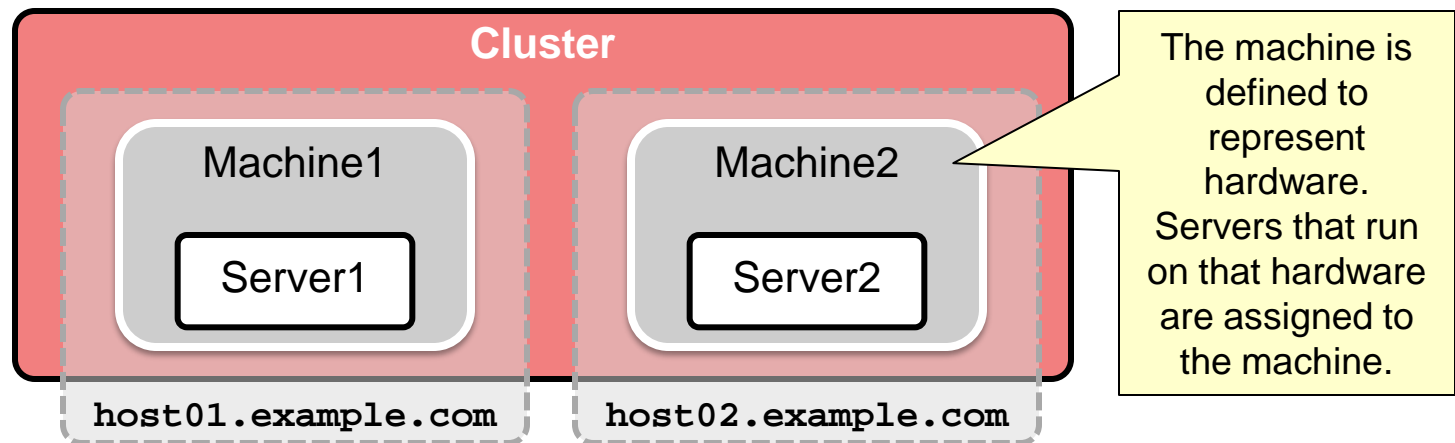 Cluster
Machine1
Server1
host01.example.com
Machine2
Server2
host02.example.com
The machine is
defined to
represent
hardware.
Servers that run
on that hardware
are assigned to
the machine.